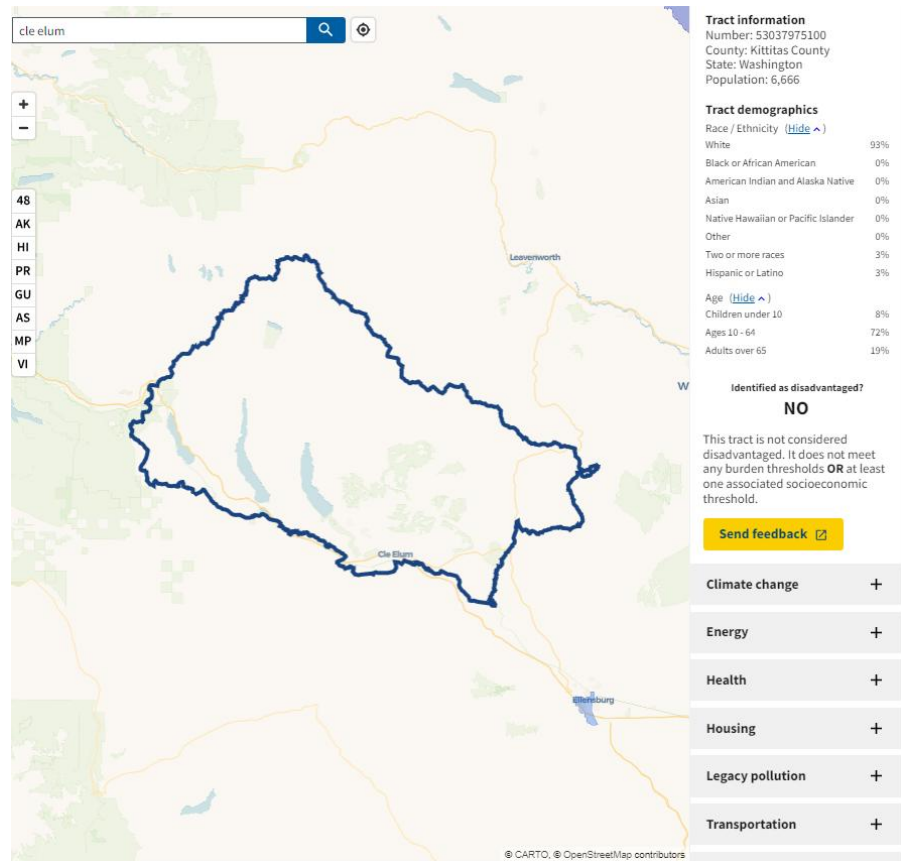 cle elum
+
−
48
AK
HI
PR
GU
AS
MP
VI
Leavenworth
W
Cle Elum
Ellensburg
© CARTO, © OpenStreetMap contributors
Tract information
Number: 53037975100
County: Kittitas County
State: Washington
Population: 6,666
Tract demographics
Race / Ethnicity (Hide ^)
White 93%
Black or African American 0%
American Indian and Alaska Native 0%
Asian 0%
Native Hawaiian or Pacific Islander 0%
Other 0%
Two or more races 3%
Hispanic or Latino 3%
Age (Hide ^)
Children under 10 8%
Ages 10 - 64 72%
Adults over 65 19%
Identified as disadvantaged?
NO
This tract is not considered
disadvantaged. It does not meet
any burden thresholds OR at least
one associated socioeconomic
threshold.
Send feedback
Climate change +
Energy +
Health +
Housing +
Legacy pollution +
Transportation +